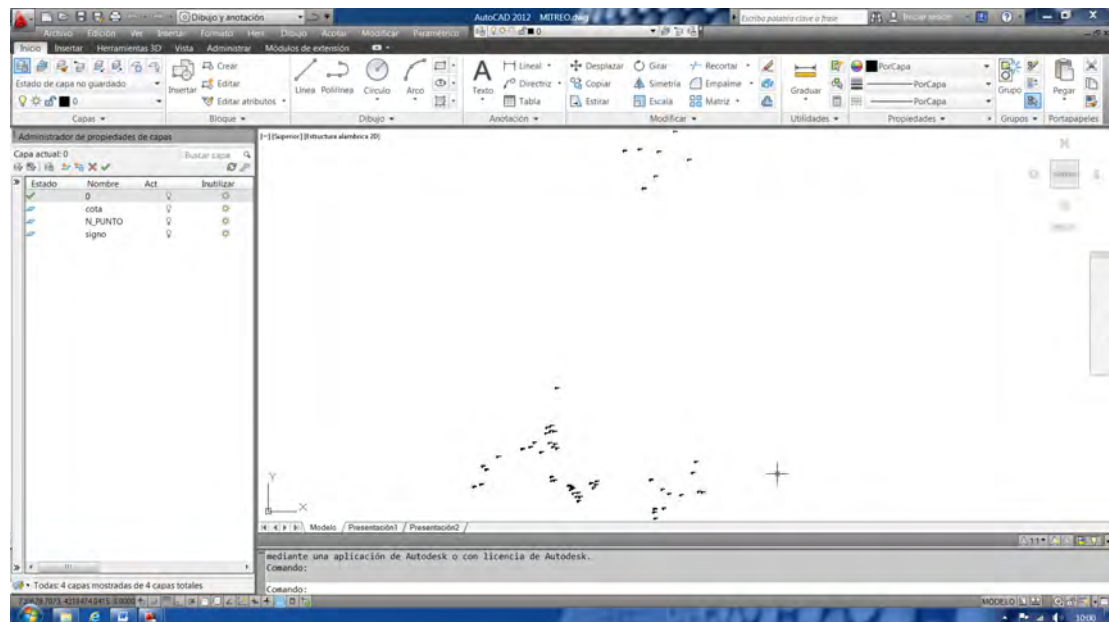 Dibujo y anotación
AutoCAD 2012 MITREO.dwg
Escriba palabra clave o frase
Iniciar sesión
Archivo Edición Ver Insertar Formato Herr Dibujo Acotar Modificar Paramétrico
0
Inicio Insertar Herramientas 3D Vista Administrar Módulos de extensión
Estado de capa no guardado
0
Capas
Insertar
Crear
Editar
Editar atributos
Bloque
Línea Polilínea Círculo Arco
Dibujo
Texto
Lineal
Directriz
Tabla
Anotación
Desplazar Girar Recortar
Copiar Simetría Empalme
Estirar Escala Matriz
Modificar
Graduar
Utilidades
PorCapa
PorCapa
PorCapa
Propiedades
Grupo
Grupos
Pegar
Portapapeles
Administrador de propiedades de capas
Capa actual: 0
Buscar capa
Estado Nombre Act Inutilizar
0
cota
N_PUNTO
signo
Todas: 4 capas mostradas de 4 capas totales
[-] [Superior] [Estructura alámbrica 2D]
Y
X
Modelo Presentación1 Presentación2
mediante una aplicación de Autodesk o con licencia de Autodesk.
Comando:
Comando:
MODELO
10:00